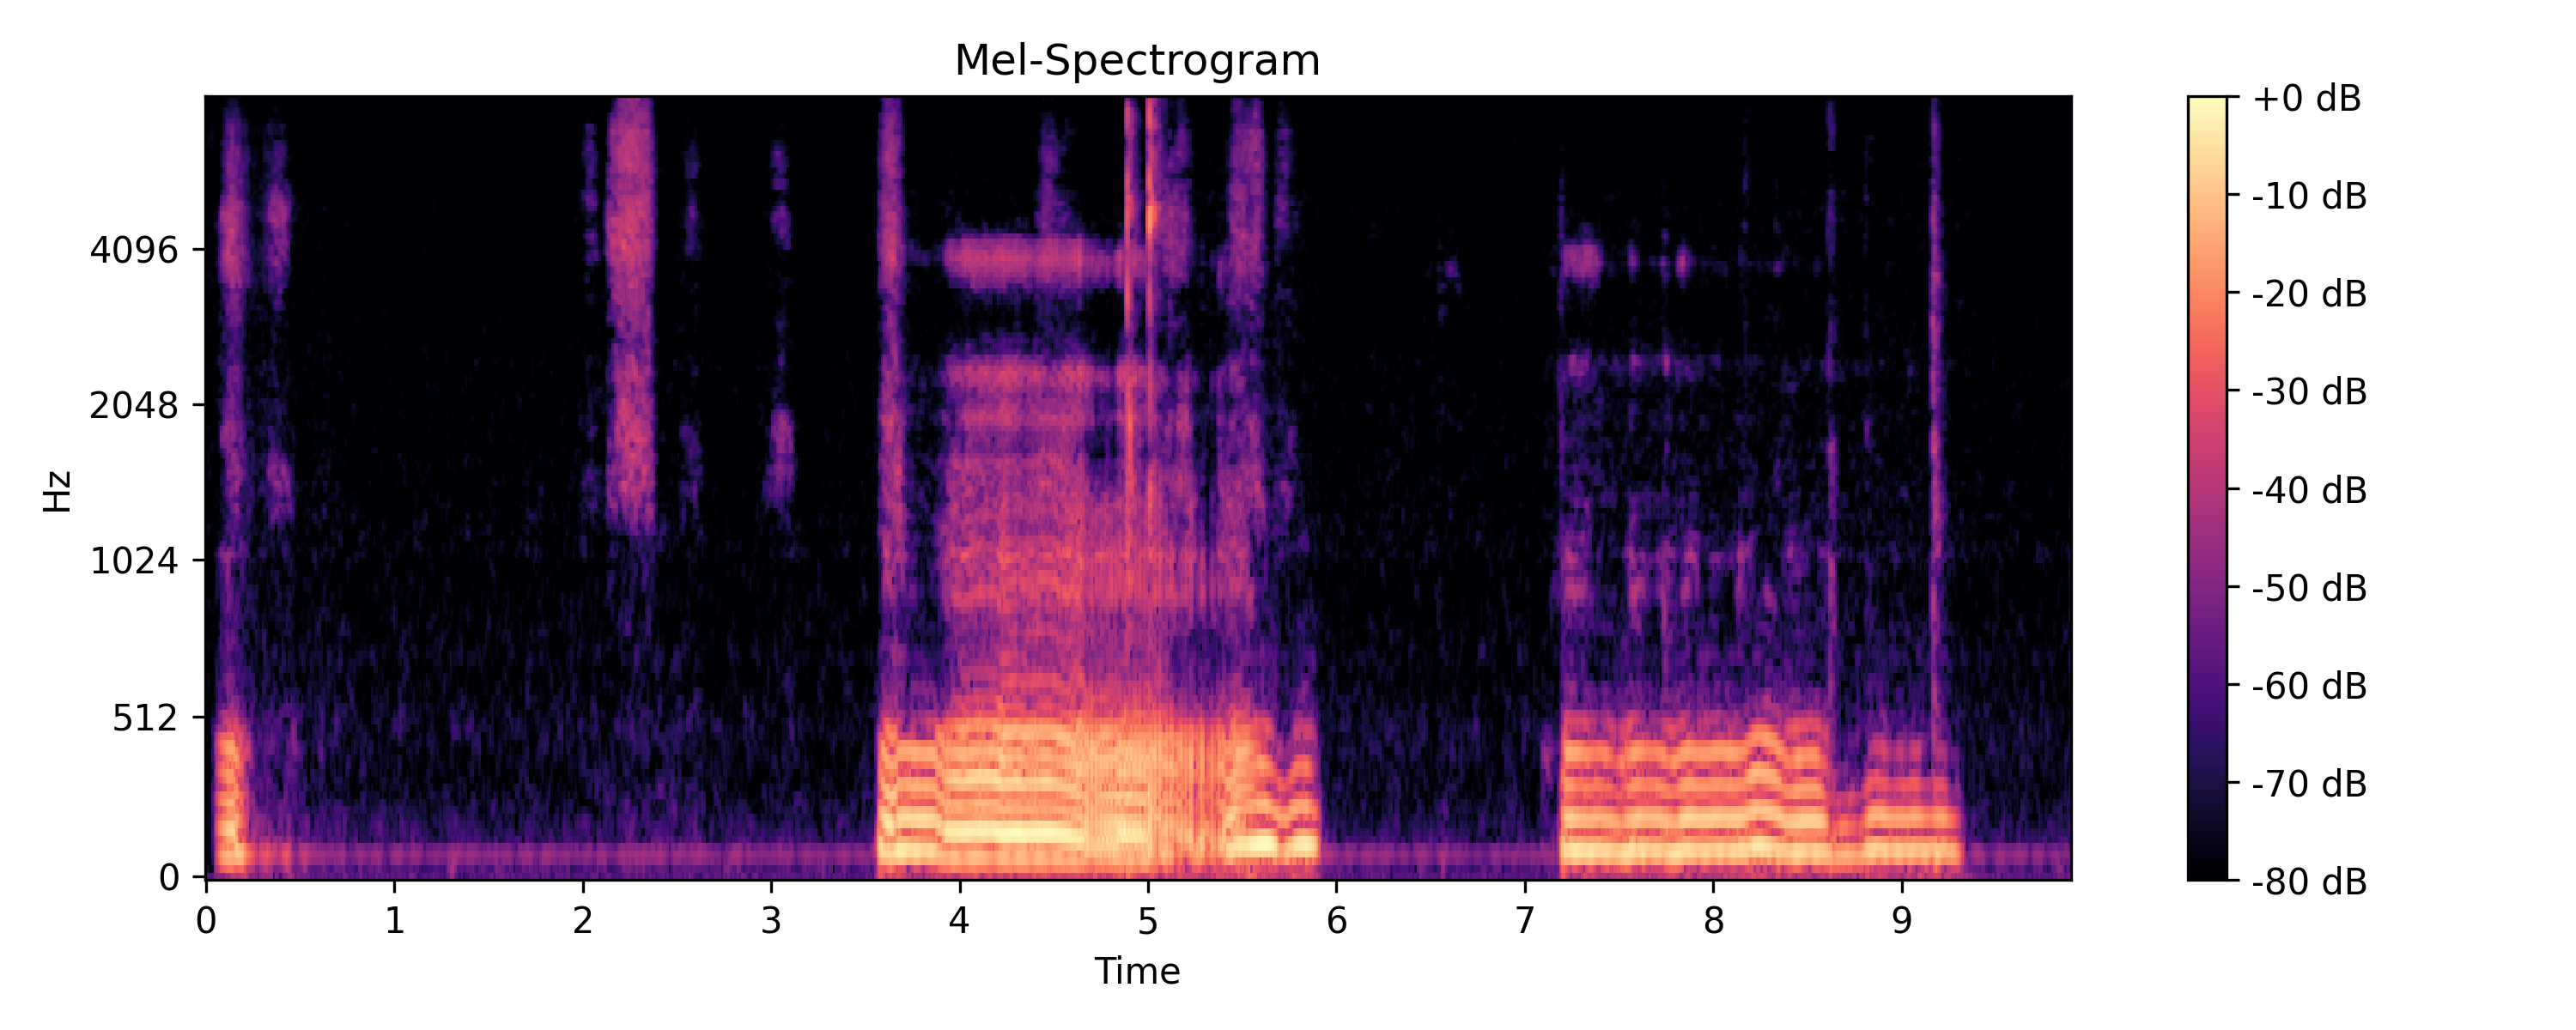 Mel-Spectrogram
+0 dB
-10 dB
-20 dB
-30 dB
-40 dB
-50 dB
-60 dB
-70 dB
-80 dB
4096
2048
1024
512
0
Hz
0 1 2 3 4 5 6 7 8 9
Time